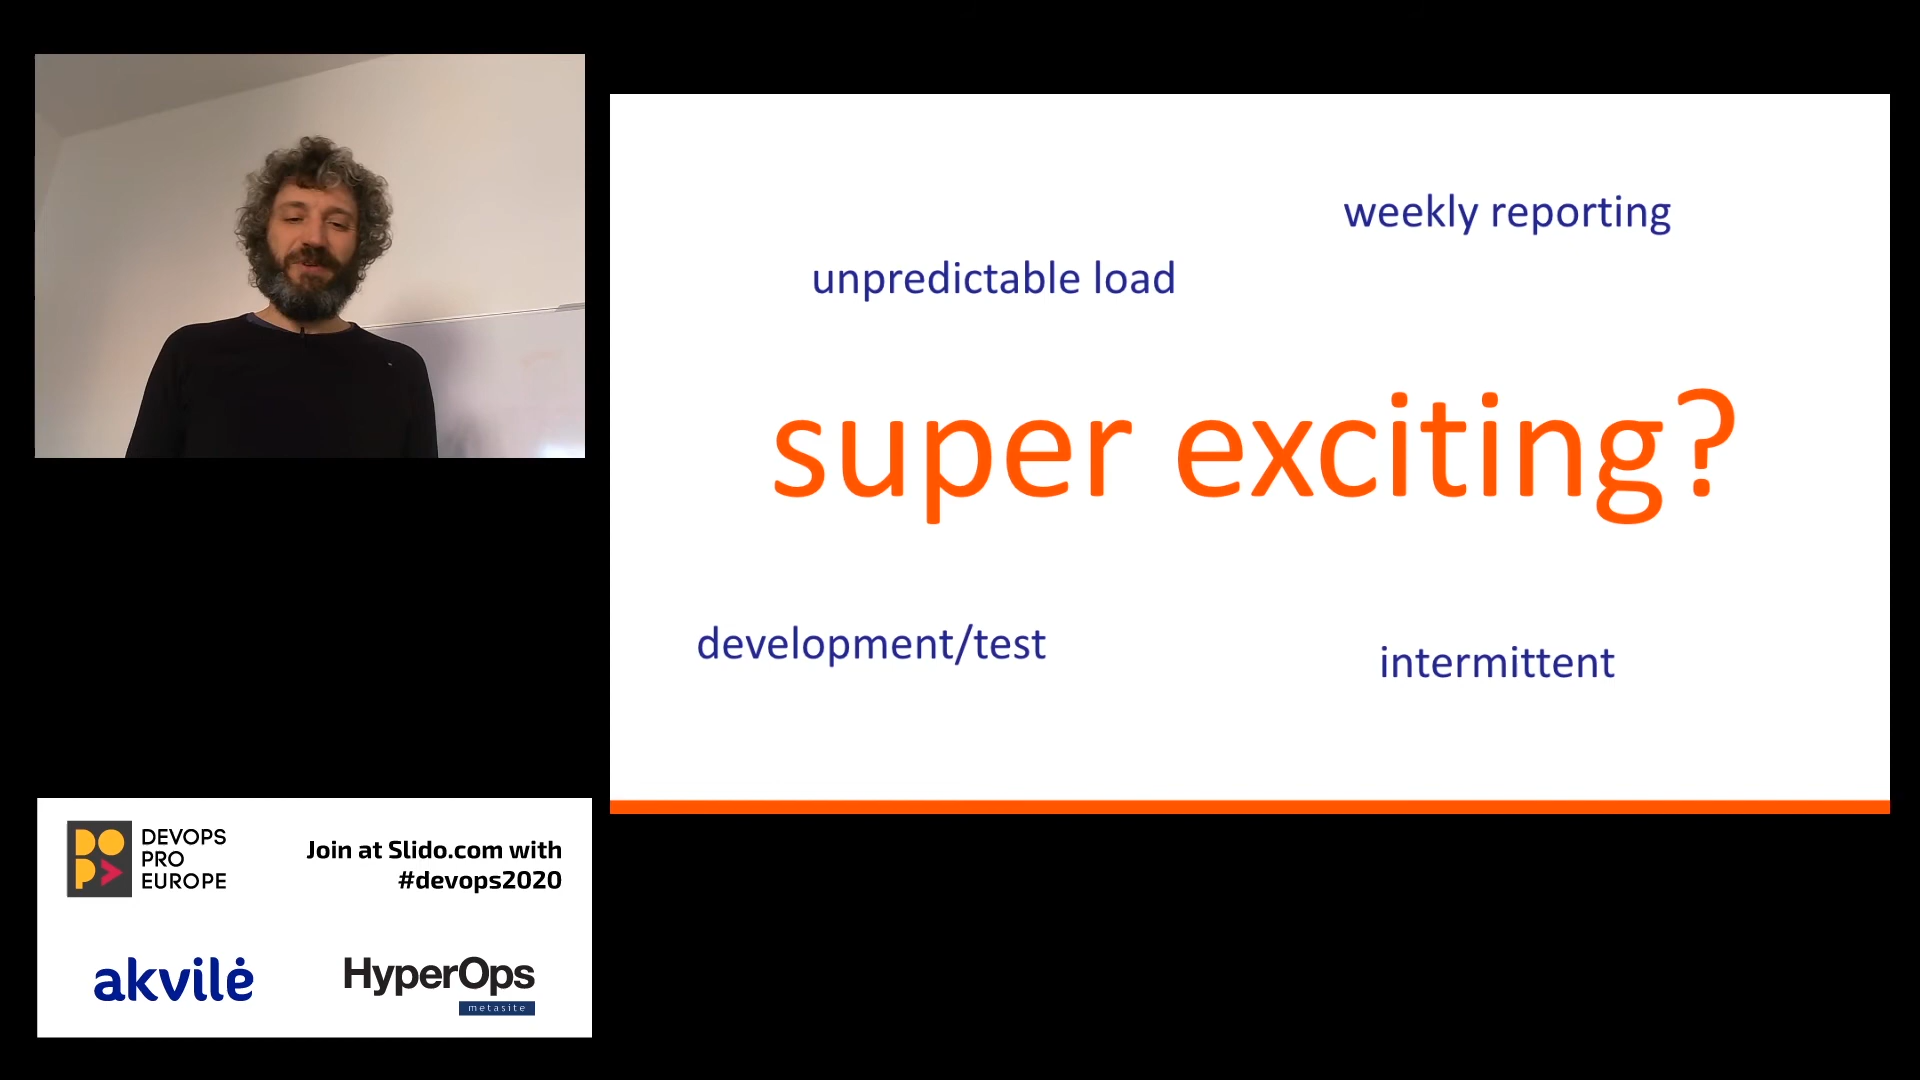 weekly reporting
unpredictable load
super exciting?
development/test
intermittent
DEVOPS
PRO
EUROPE
Join at Slido.com with
#devops2020
akvilė
HyperOps
metasite